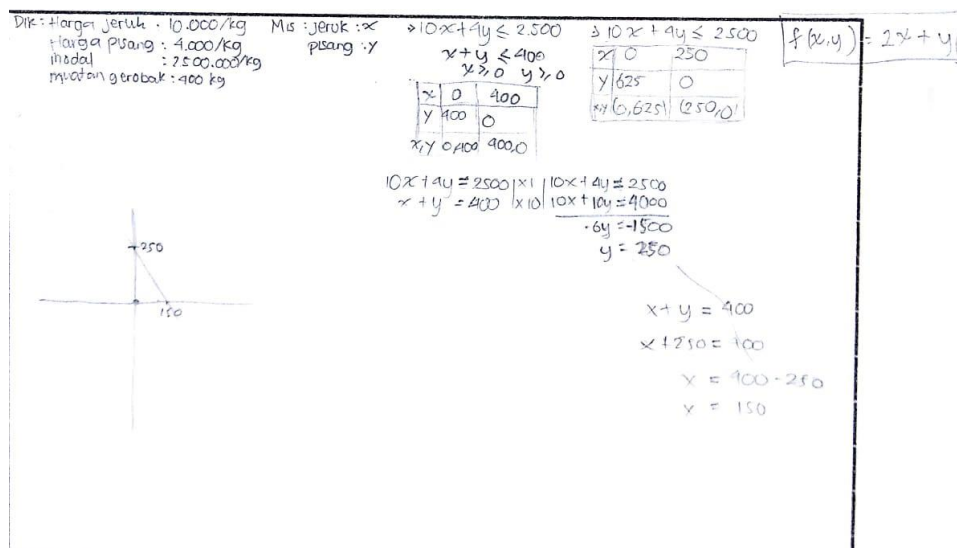 Dik : Harga jeruk : 10.000/kg
Harga Pisang : 4.000/kg
modal : 2500.000/kg
muatan gerobak : 400 kg
Mis : jeruk : x
pisang : y
→ 10x+4y ≤ 2.500
x+y ≤ 400
x ≥ 0 y ≥ 0
x 0 400
y 400 0
x,y 0,400 400,0
→ 10x + 4y ≤ 2500
x 0 250
y 625 0
x,y (0,625) (250,0)
f(x,y) = 2x + y
10x+4y = 2500 | x1 | 10x+4y = 2500
x+y = 400 | x10 | 10x+10y = 4000
-6y = -1500
y = 250
x+y = 400
x+250 = 400
x = 400-250
x = 150
250
150